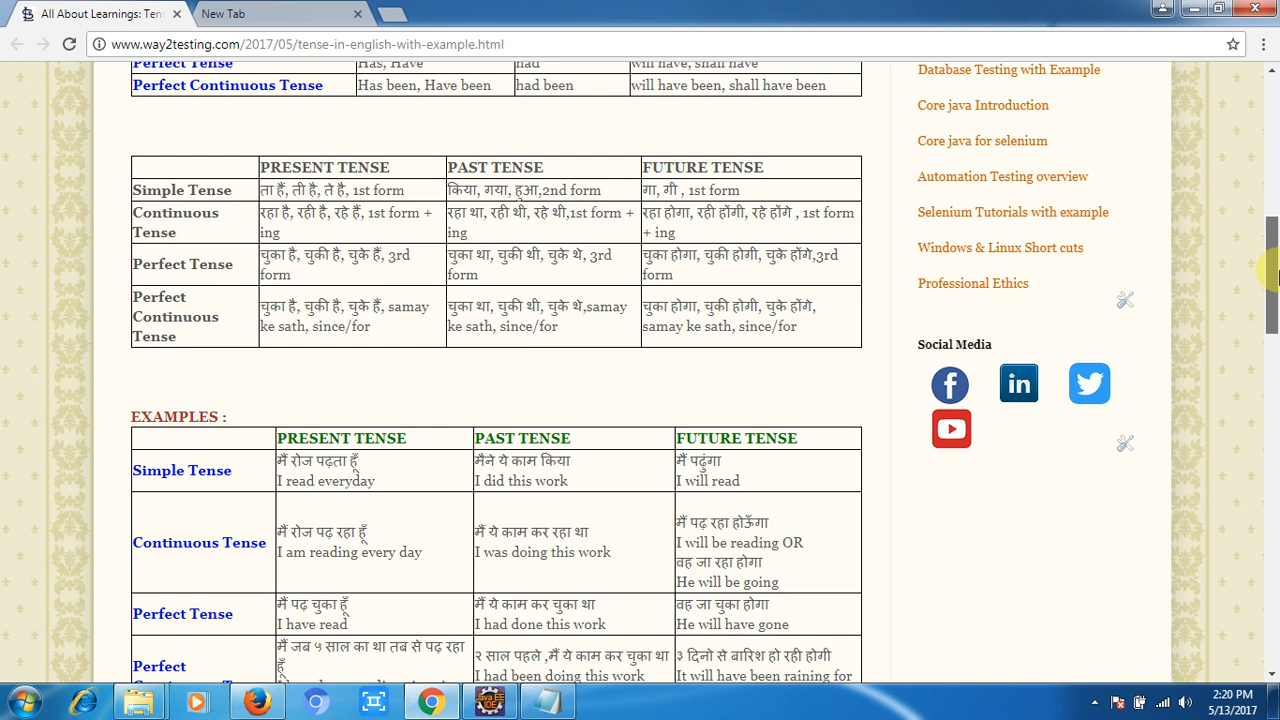 All About Learnings: Tens
New Tab
www.way2testing.com/2017/05/tense-in-english-with-example.html
Perfect Tense Has, Have had will have, shall have
Perfect Continuous Tense Has been, Have been had been will have been, shall have been
PRESENT TENSE PAST TENSE FUTURE TENSE
Simple Tense ता हैं, ती है, ते है, 1st form किया, गया, हुआ,2nd form गा, गी , 1st form
Continuous रहा है, रही है, रहे हैं, 1st form + रहा था, रही थी, रहे थी,1st form + रहा होगा, रही होंगी, रहे होंगे , 1st form
Tense ing ing + ing
Perfect Tense चुका है, चुकी है, चुके हैं, 3rd चुका था, चुकी थी, चुके थे, 3rd चुका होगा, चुकी होगी, चुके होंगे,3rd
form form form
Perfect
Continuous चुका है, चुकी है, चुके हैं, samay चुका था, चुकी थी, चुके थे,samay चुका होगा, चुकी होगी, चुके होंगे,
Tense ke sath, since/for ke sath, since/for samay ke sath, since/for
EXAMPLES :
PRESENT TENSE PAST TENSE FUTURE TENSE
Simple Tense मैं रोज पढ़ता हूँ मैने ये काम किया मैं पढ़ुंगा
I read everyday I did this work I will read
मैं पढ़ रहा होऊँगा
Continuous Tense मैं रोज पढ़ रहा हूँ मैं ये काम कर रहा था I will be reading OR
I am reading every day I was doing this work वह जा रहा होगा
He will be going
Perfect Tense मैं पढ़ चुका हूँ मैं ये काम कर चुका था वह जा चुका होगा
I have read I had done this work He will have gone
Perfect मैं जब ५ साल का था तब से पढ़ रहा २ साल पहले ,मैं ये काम कर चुका था ३ दिनो से बारिश हो रही होगी
हूँ I had been doing this work It will have been raining for
Database Testing with Example
Core java Introduction
Core java for selenium
Automation Testing overview
Selenium Tutorials with example
Windows & Linux Short cuts
Professional Ethics
Social Media
f
in
Java EE
IDE
2:20 PM
5/13/2017